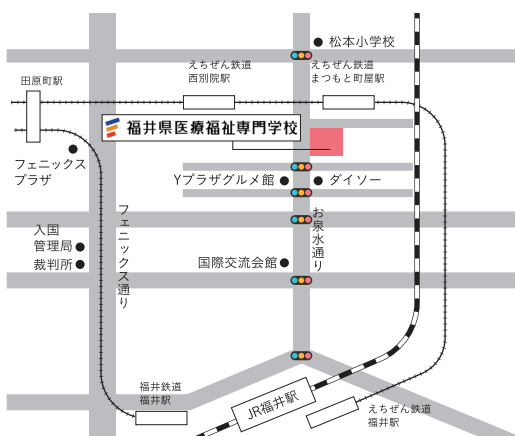 松本小学校
えちぜん鉄道
西別院駅
えちぜん鉄道
まつもと町屋駅
田原町駅
福井県医療福祉専門学校
フェニックス
プラザ
Yプラザグルメ館
ダイソー
フェニックス通り
お泉水通り
入国
管理局
裁判所
国際交流会館
福井鉄道
福井駅
JR福井駅
えちぜん鉄道
福井駅